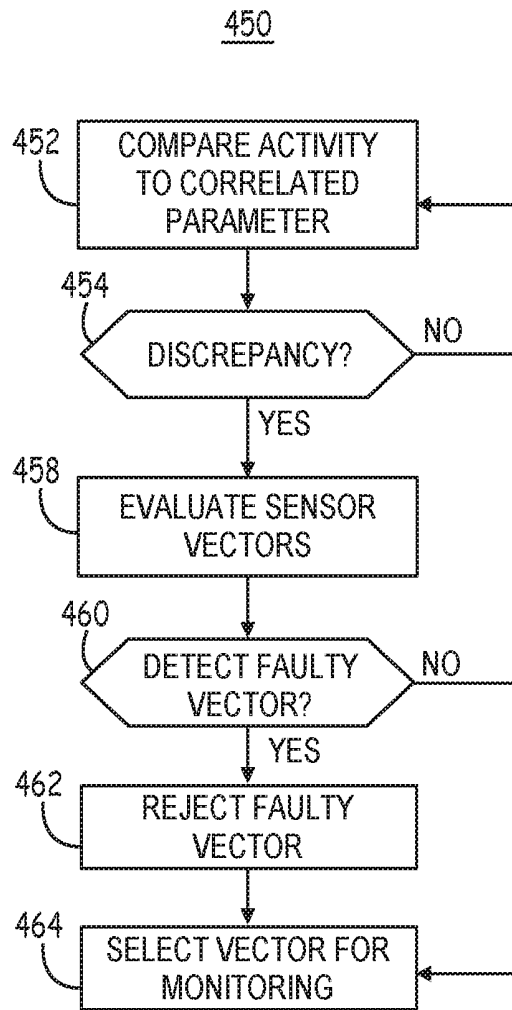 450
452
COMPARE ACTIVITY
TO CORRELATED
PARAMETER
454
DISCREPANCY?
NO
YES
458
EVALUATE SENSOR
VECTORS
460
DETECT FAULTY
VECTOR?
NO
YES
462
REJECT FAULTY
VECTOR
464
SELECT VECTOR FOR
MONITORING